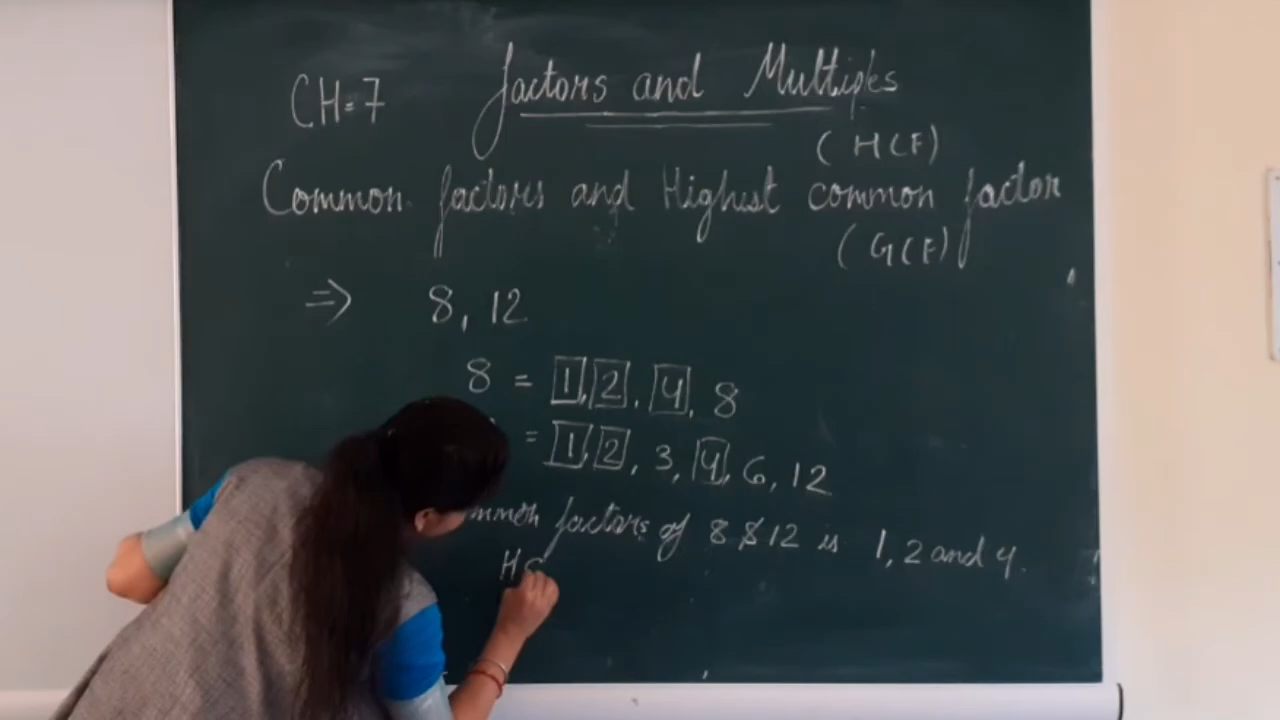 CH=7 Factors and Multiples
(HCF)
Common factors and Highest common factor
(GCF)
⇒ 8, 12
8 = 1, 2, 4, 8
= 1, 2, 3, 4, 6, 12
factors of 8 & 12 is 1, 2 and 4.
HC